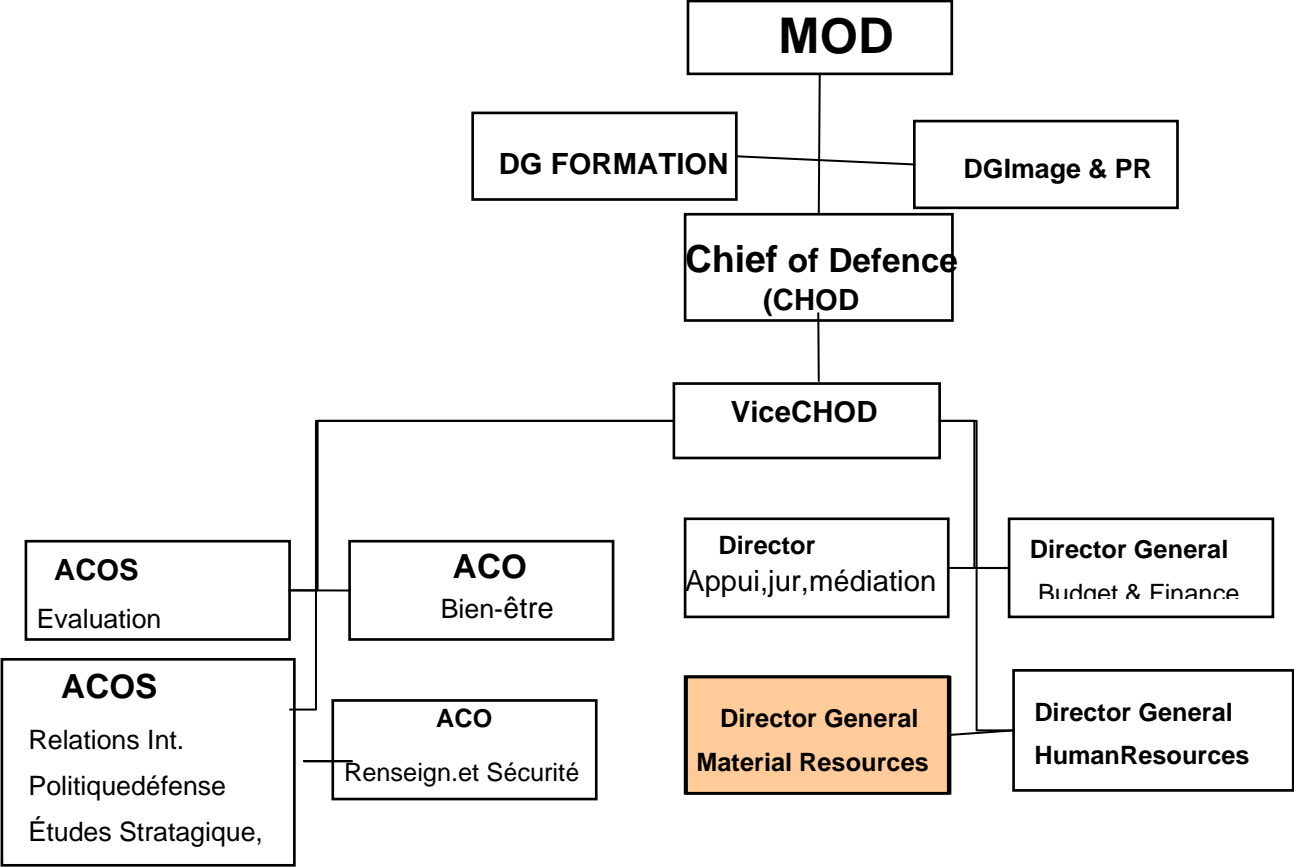 MOD
DG FORMATION
DGImage & PR
Chief of Defence
(CHOD
ViceCHOD
ACOS
Evaluation
ACO
Bien-être
Director
Appui,jur,médiation
Director General
Budget & Finance
ACOS
Relations Int.
Politiquedéfense
Études Stratagique,
ACO
Renseign.et Sécurité
Director General
Material Resources
Director General
HumanResources